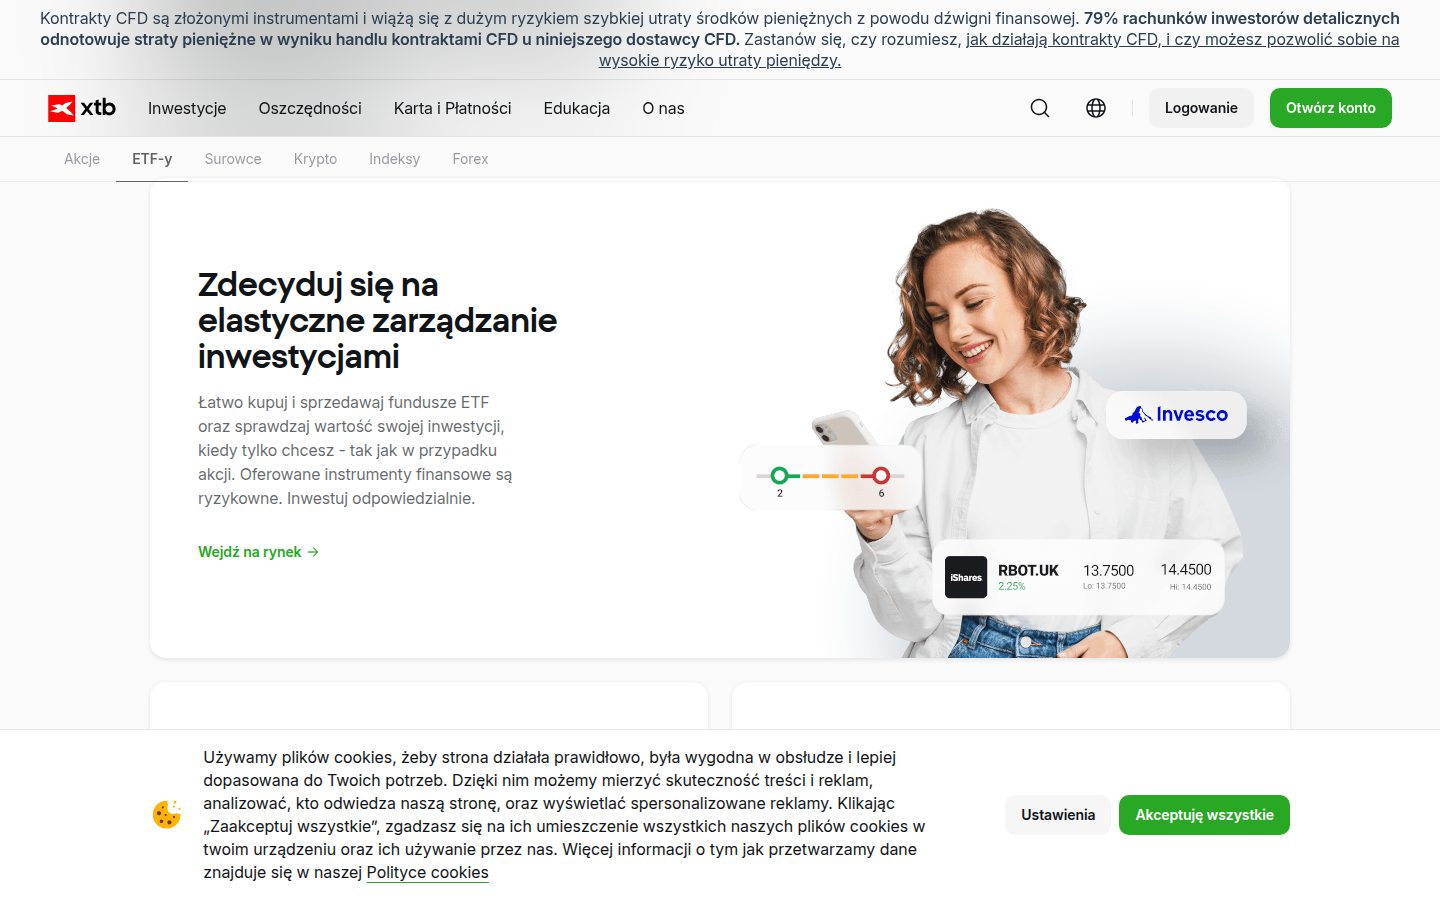 Kontrakty CFD są złożonymi instrumentami i wiążą się z dużym ryzykiem szybkiej utraty środków pieniężnych z powodu dźwigni finansowej. 79% rachunków inwestorów detalicznych
odnotowuje straty pieniężne w wyniku handlu kontraktami CFD u niniejszego dostawcy CFD. Zastanów się, czy rozumiesz, jak działają kontrakty CFD, i czy możesz pozwolić sobie na
wysokie ryzyko utraty pieniędzy.
xtb Inwestycje Oszczędności Karta i Płatności Edukacja O nas Logowanie Otwórz konto
Akcje ETF-y Surowce Krypto Indeksy Forex
Zdecyduj się na
elastyczne zarządzanie
inwestycjami
Łatwo kupuj i sprzedawaj fundusze ETF
oraz sprawdzaj wartość swojej inwestycji,
kiedy tylko chcesz - tak jak w przypadku
akcji. Oferowane instrumenty finansowe są
ryzykowne. Inwestuj odpowiedzialnie.
Wejdź na rynek →
Invesco
2 6
iShares RBOT.UK 13.7500 14.4500
2.25% Lo: 13.7500 Hi: 14.4500
Używamy plików cookies, żeby strona działała prawidłowo, była wygodna w obsłudze i lepiej
dopasowana do Twoich potrzeb. Dzięki nim możemy mierzyć skuteczność treści i reklam,
analizować, kto odwiedza naszą stronę, oraz wyświetlać spersonalizowane reklamy. Klikając
„Zaakceptuj wszystkie”, zgadzasz się na ich umieszczenie wszystkich naszych plików cookies w
twoim urządzeniu oraz ich używanie przez nas. Więcej informacji o tym jak przetwarzamy dane
znajduje się w naszej Polityce cookies
Ustawienia Akceptuję wszystkie